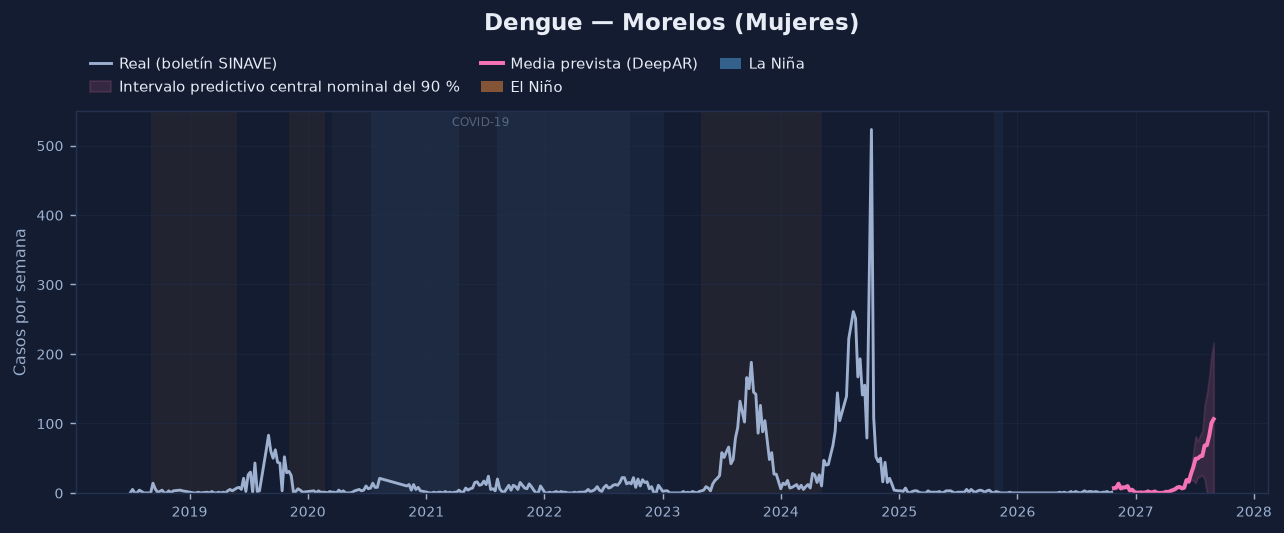 Dengue — Morelos (Mujeres)
Real (boletín SINAVE)
Intervalo predictivo central nominal del 90 %
Media prevista (DeepAR)
El Niño
La Niña
COVID-19
Casos por semana
500
400
300
200
100
0
2019 2020 2021 2022 2023 2024 2025 2026 2027 2028